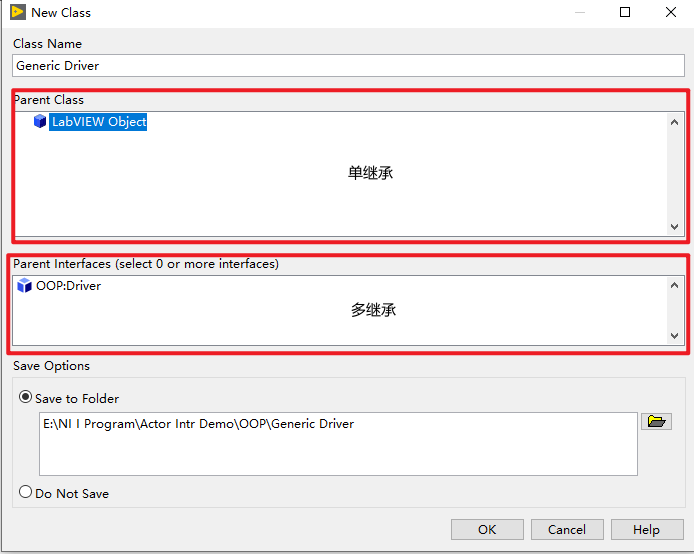 New Class
Class Name
Generic Driver
Parent Class
LabVIEW Object
单继承
Parent Interfaces (select 0 or more interfaces)
OOP:Driver
多继承
Save Options
Save to Folder
E:\NI I Program\Actor Intr Demo\OOP\Generic Driver
Do Not Save
OK Cancel Help